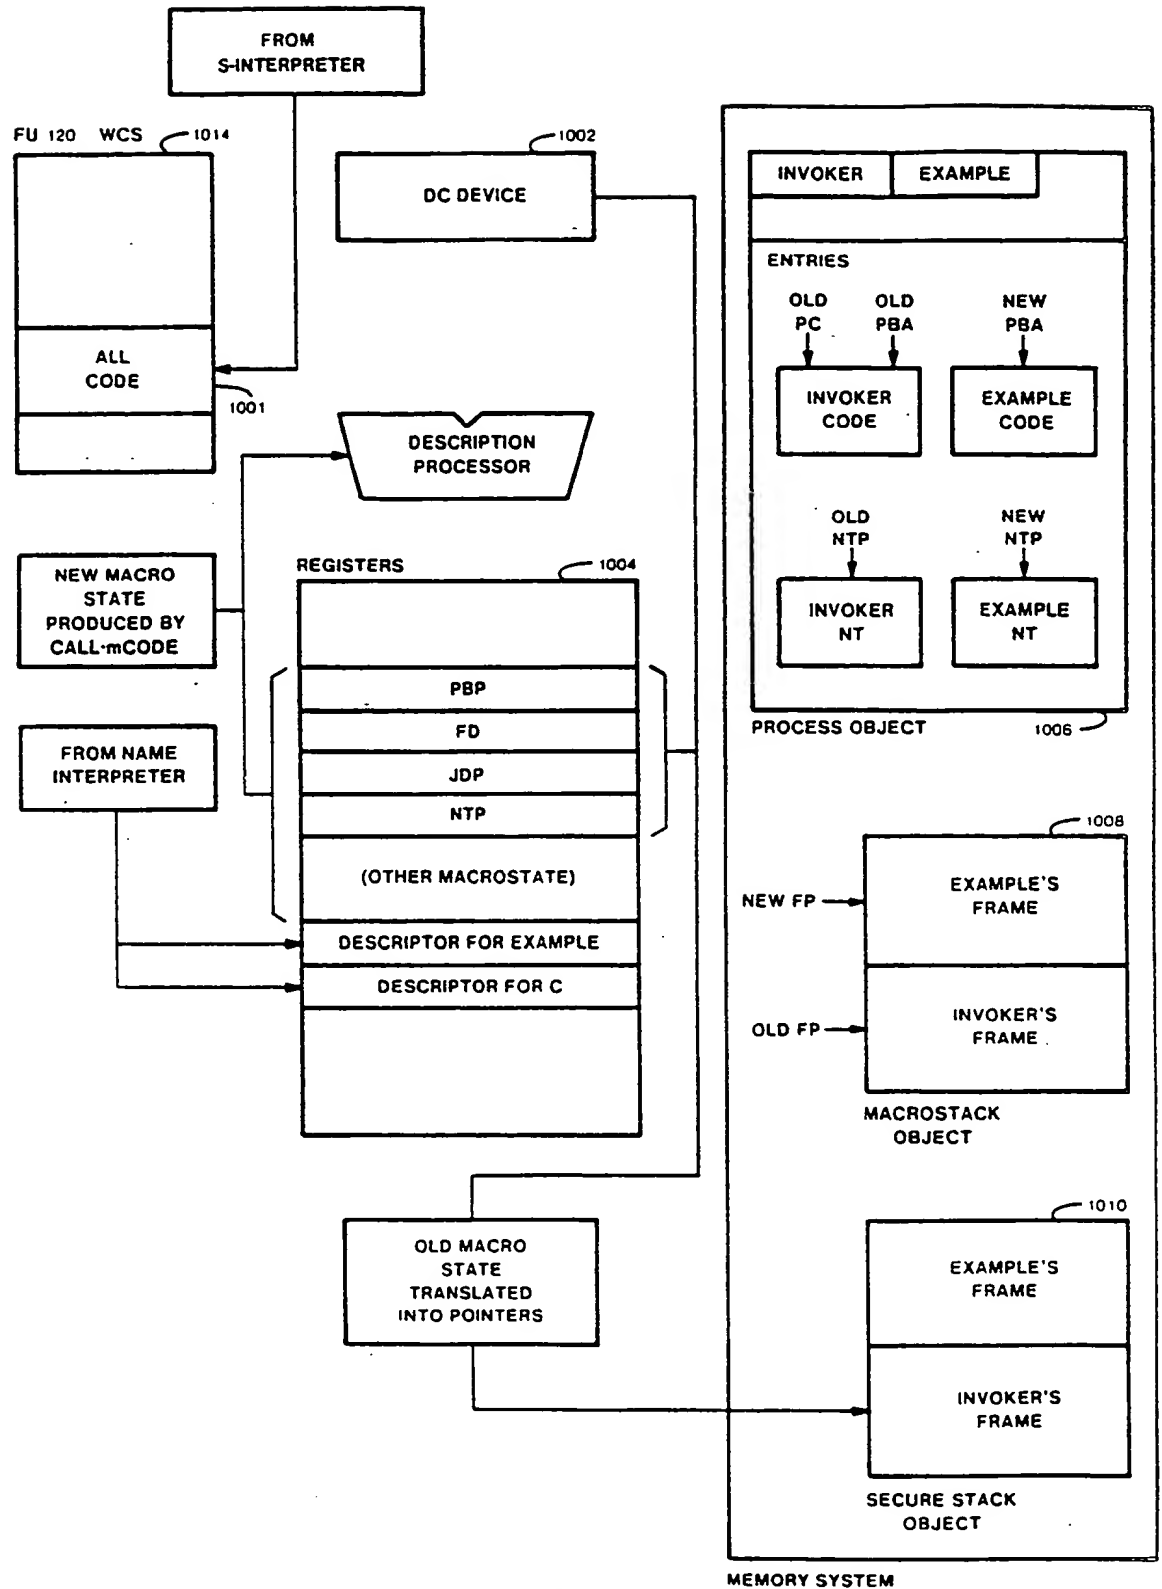 FROM
S-INTERPRETER
FU 120 WCS
1014
ALL
CODE
1001
1002
DC DEVICE
DESCRIPTION
PROCESSOR
NEW MACRO
STATE
PRODUCED BY
CALL-mCODE
FROM NAME
INTERPRETER
REGISTERS
1004
PBP
FD
JDP
NTP
(OTHER MACROSTATE)
DESCRIPTOR FOR EXAMPLE
DESCRIPTOR FOR C
OLD MACRO
STATE
TRANSLATED
INTO POINTERS
INVOKER
EXAMPLE
ENTRIES
OLD
PC
OLD
PBA
NEW
PBA
INVOKER
CODE
EXAMPLE
CODE
OLD
NTP
NEW
NTP
INVOKER
NT
EXAMPLE
NT
PROCESS OBJECT
1006
1008
NEW FP
EXAMPLE'S
FRAME
OLD FP
INVOKER'S
FRAME
MACROSTACK
OBJECT
1010
EXAMPLE'S
FRAME
INVOKER'S
FRAME
SECURE STACK
OBJECT
MEMORY SYSTEM